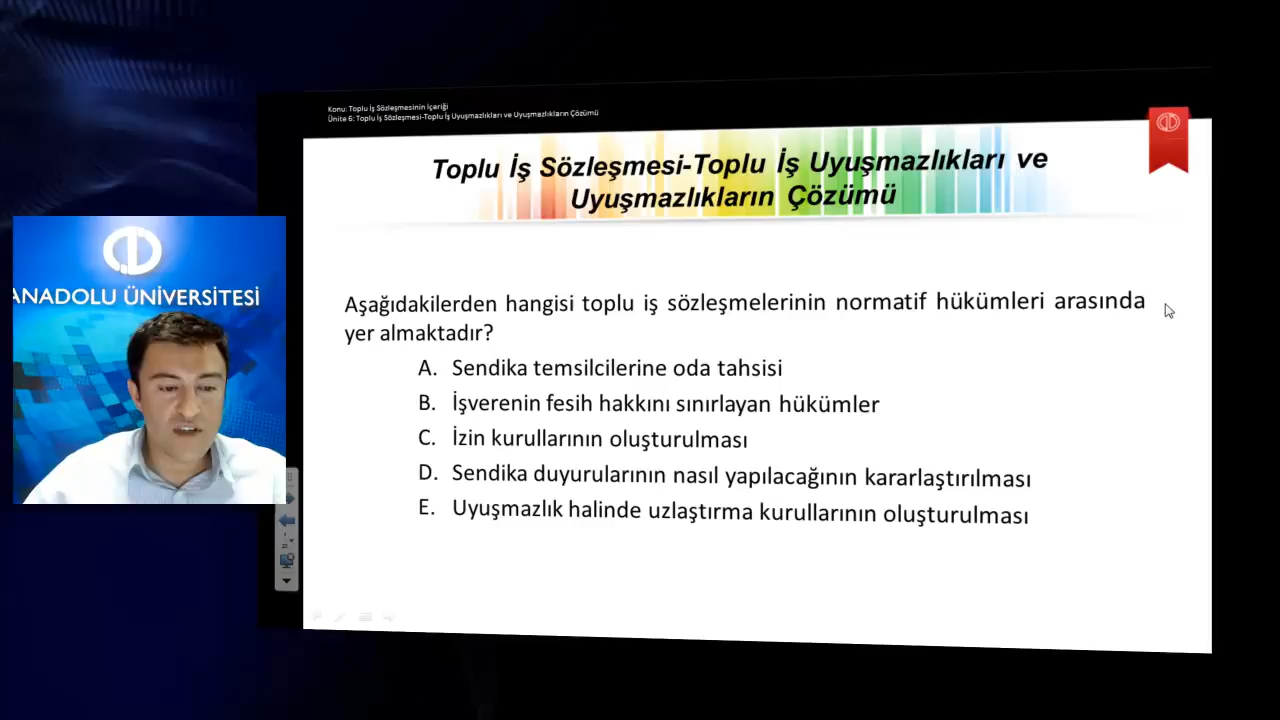 Konu: Toplu İş Sözleşmesinin İçeriği
Ünite 6: Toplu İş Sözleşmesi-Toplu İş Uyuşmazlıkları ve Uyuşmazlıkların Çözümü
Toplu İş Sözleşmesi-Toplu İş Uyuşmazlıkları ve
Uyuşmazlıkların Çözümü
ANADOLU ÜNİVERSİTESİ
Aşağıdakilerden hangisi toplu iş sözleşmelerinin normatif hükümleri arasında
yer almaktadır?
A. Sendika temsilcilerine oda tahsisi
B. İşverenin fesih hakkını sınırlayan hükümler
C. İzin kurullarının oluşturulması
D. Sendika duyurularının nasıl yapılacağının kararlaştırılması
E. Uyuşmazlık halinde uzlaştırma kurullarının oluşturulması